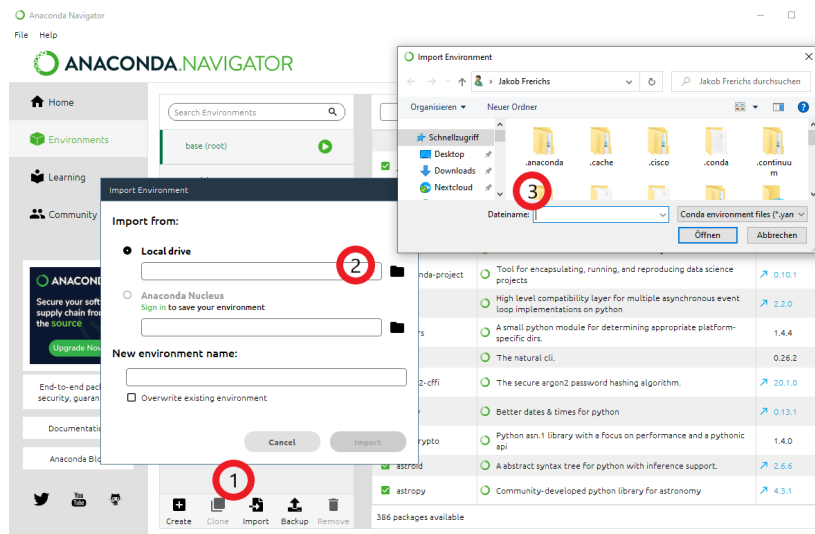 Anaconda Navigator
File Help
ANACONDA.NAVIGATOR
Home
Environments
Learning
Community
ANACON
Secure your soft
supply chain fro
the source
Upgrade Nov
End-to-end pac
security, guaran
Documentati
Anaconda Blo
You
Tube
Search Environments
base (root)
Import Environment
Import from:
Local drive
2
Anaconda Nucleus
Sign in to save your environment
New environment name:
Overwrite existing environment
Cancel
Import
1
Create Clone Import Backup Remove
Import Environment
Jakob Frerichs
Jakob Frerichs durchsuchen
Organisieren Neuer Ordner
Schnellzugriff
Desktop
Downloads
Nextcloud
.anaconda .cache .cisco .conda .continuu
m
3
Dateiname:
Conda environment files (*.yan
Öffnen Abbrechen
nda-project Tool for encapsulating, running, and reproducing data science
projects 0.10.1
High level compatibility layer for multiple asynchronous event
loop implementations on python 2.2.0
rs A small python module for determining appropriate platform-
specific dirs. 1.4.4
The natural cli. 0.26.2
2-cffi The secure argon2 password hashing algorithm. 20.1.0
Better dates & times for python 0.13.1
rypto Python asn.1 library with a focus on performance and a pythonic
api 1.4.0
astroid A abstract syntax tree for python with inference support. 2.6.6
astropy Community-developed python library for astronomy 4.3.1
386 packages available